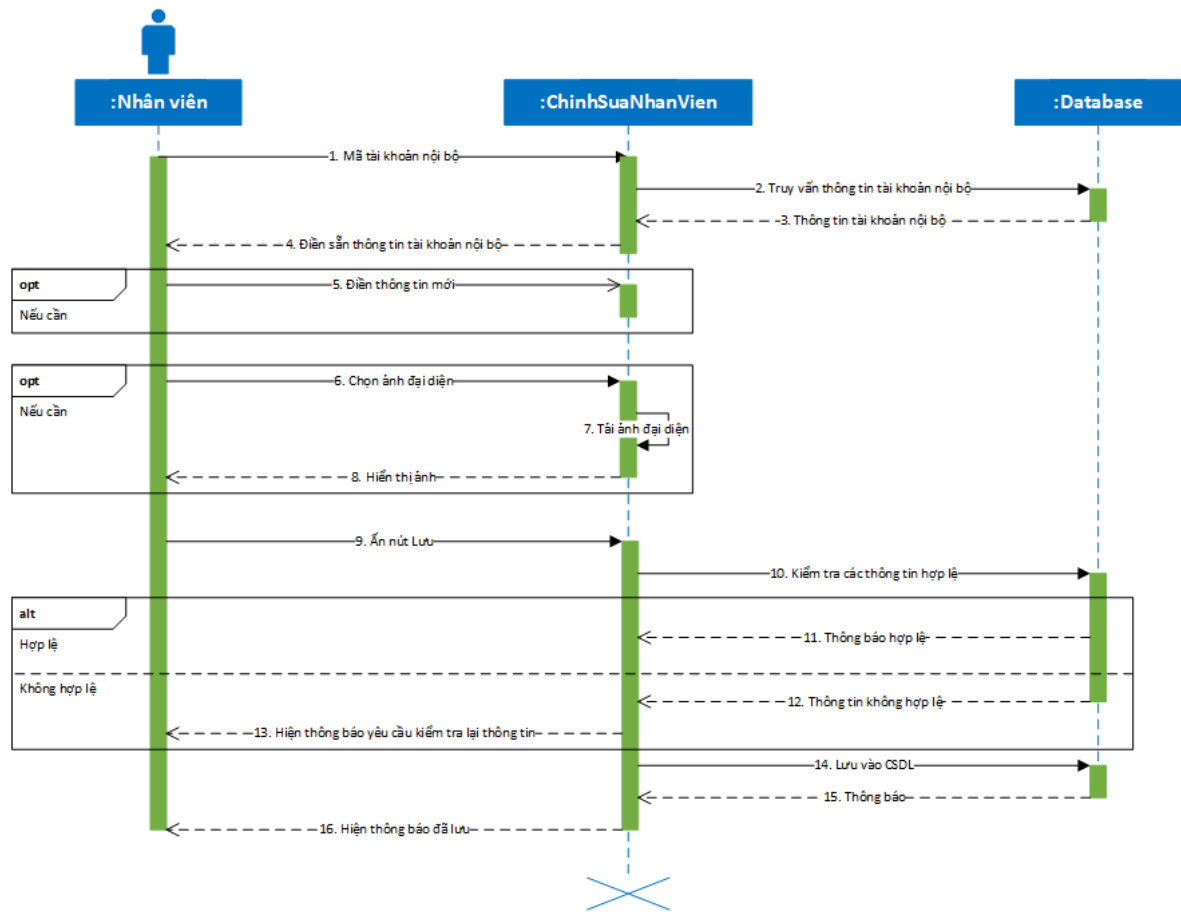 :Nhân viên
:ChinhSuaNhanVien
:Database
1. Mã tài khoản nội bộ
2. Truy vấn thông tin tài khoản nội bộ
3. Thông tin tài khoản nội bộ
4. Điền sẵn thông tin tài khoản nội bộ
opt
5. Điền thông tin mới
Nếu cần
opt
6. Chọn ảnh đại diện
Nếu cần
7. Tải ảnh đại diện
8. Hiển thị ảnh
9. Ấn nút Lưu
10. Kiểm tra các thông tin hợp lệ
alt
Hợp lệ
11. Thông báo hợp lệ
Không hợp lệ
12. Thông tin không hợp lệ
13. Hiện thông báo yêu cầu kiểm tra lại thông tin
14. Lưu vào CSDL
15. Thông báo
16. Hiện thông báo đã lưu